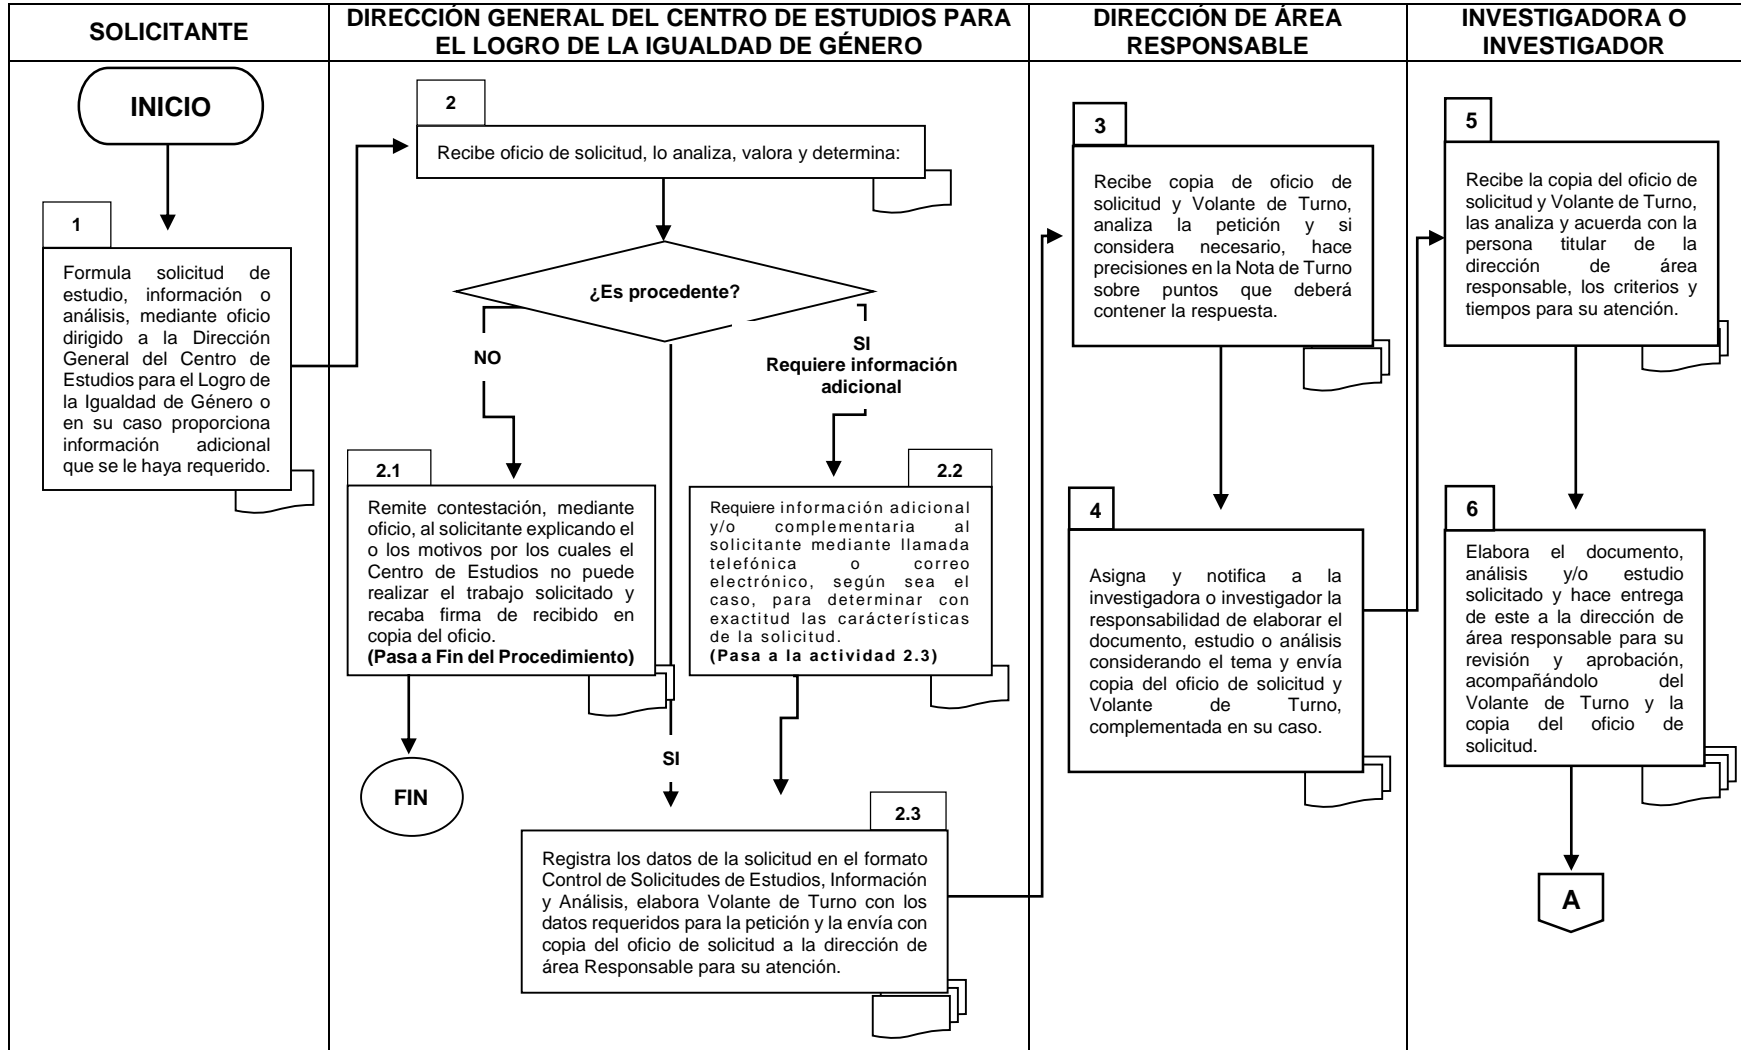 SOLICITANTE
DIRECCIÓN GENERAL DEL CENTRO DE ESTUDIOS PARA
EL LOGRO DE LA IGUALDAD DE GÉNERO
DIRECCIÓN DE ÁREA
RESPONSABLE
INVESTIGADORA O
INVESTIGADOR
INICIO
1
Formula solicitud de
estudio, información o
análisis, mediante oficio
dirigido a la Dirección
General del Centro de
Estudios para el Logro de
la Igualdad de Género o
en su caso proporciona
información adicional
que se le haya requerido.
2
Recibe oficio de solicitud, lo analiza, valora y determina:
¿Es procedente?
NO
SI
Requiere información
adicional
2.1
Remite contestación, mediante
oficio, al solicitante explicando el
o los motivos por los cuales el
Centro de Estudios no puede
realizar el trabajo solicitado y
recaba firma de recibido en
copia del oficio.
(Pasa a Fin del Procedimiento)
FIN
2.2
Requiere información adicional
y/o complementaria al
solicitante mediante llamada
telefónica o correo
electrónico, según sea el
caso, para determinar con
exactitud las carácterísticas
de la solicitud.
(Pasa a la actividad 2.3)
SI
2.3
Registra los datos de la solicitud en el formato
Control de Solicitudes de Estudios, Información
y Análisis, elabora Volante de Turno con los
datos requeridos para la petición y la envía con
copia del oficio de solicitud a la dirección de
área Responsable para su atención.
3
Recibe copia de oficio de
solicitud y Volante de Turno,
analiza la petición y si
considera necesario, hace
precisiones en la Nota de Turno
sobre puntos que deberá
contener la respuesta.
4
Asigna y notifica a la
investigadora o investigador la
responsabilidad de elaborar el
documento, estudio o análisis
considerando el tema y envía
copia del oficio de solicitud y
Volante de Turno,
complementada en su caso.
5
Recibe la copia del oficio de
solicitud y Volante de Turno,
las analiza y acuerda con la
persona titular de la
dirección de área
responsable, los criterios y
tiempos para su atención.
6
Elabora el documento,
análisis y/o estudio
solicitado y hace entrega
de este a la dirección de
área responsable para su
revisión y aprobación,
acompañándolo del
Volante de Turno y la
copia del oficio de
solicitud.
A